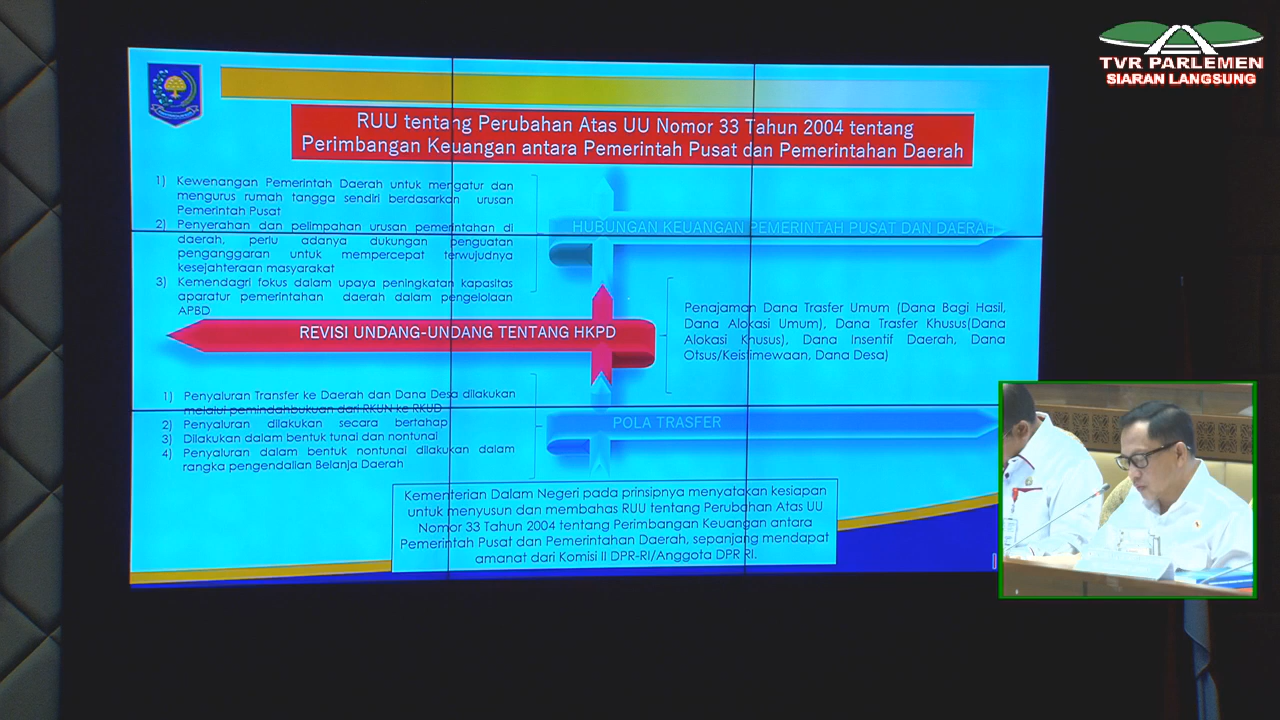 TVR PARLEMEN
SIARAN LANGSUNG
RUU tentang Perubahan Atas UU Nomor 33 Tahun 2004 tentang
Perimbangan Keuangan antara Pemerintah Pusat dan Pemerintahan Daerah
1) Kewenangan Pemerintah Daerah untuk mengatur dan
mengurus rumah tangga sendiri berdasarkan urusan
Pemerintah Pusat
2) Penyerahan dan pelimpahan urusan pemerintahan di
daerah, perlu adanya dukungan penguatan
penganggaran untuk mempercepat terwujudnya
kesejahteraan masyarakat
3) Kemendagri fokus dalam upaya peningkatan kapasitas
aparatur pemerintahan daerah dalam pengelolaan
APBD
HUBUNGAN KEUANGAN PEMERINTAH PUSAT DAN DAERAH
REVISI UNDANG-UNDANG TENTANG HKPD
Penajaman Dana Trasfer Umum (Dana Bagi Hasil,
Dana Alokasi Umum), Dana Trasfer Khusus(Dana
Alokasi Khusus), Dana Insentif Daerah, Dana
Otsus/Keistimewaan, Dana Desa)
1) Penyaluran Transfer ke Daerah dan Dana Desa dilakukan
melalui pemindahbukuan dari RKUN ke RKUD
2) Penyaluran dilakukan secara bertahap
3) Dilakukan dalam bentuk tunai dan nontunai
4) Penyaluran dalam bentuk nontunai dilakukan dalam
rangka pengendalian Belanja Daerah
POLA TRASFER
Kementerian Dalam Negeri pada prinsipnya menyatakan kesiapan
untuk menyusun dan membahas RUU tentang Perubahan Atas UU
Nomor 33 Tahun 2004 tentang Perimbangan Keuangan antara
Pemerintah Pusat dan Pemerintahan Daerah, sepanjang mendapat
amanat dari Komisi II DPR-RI/Anggota DPR RI.